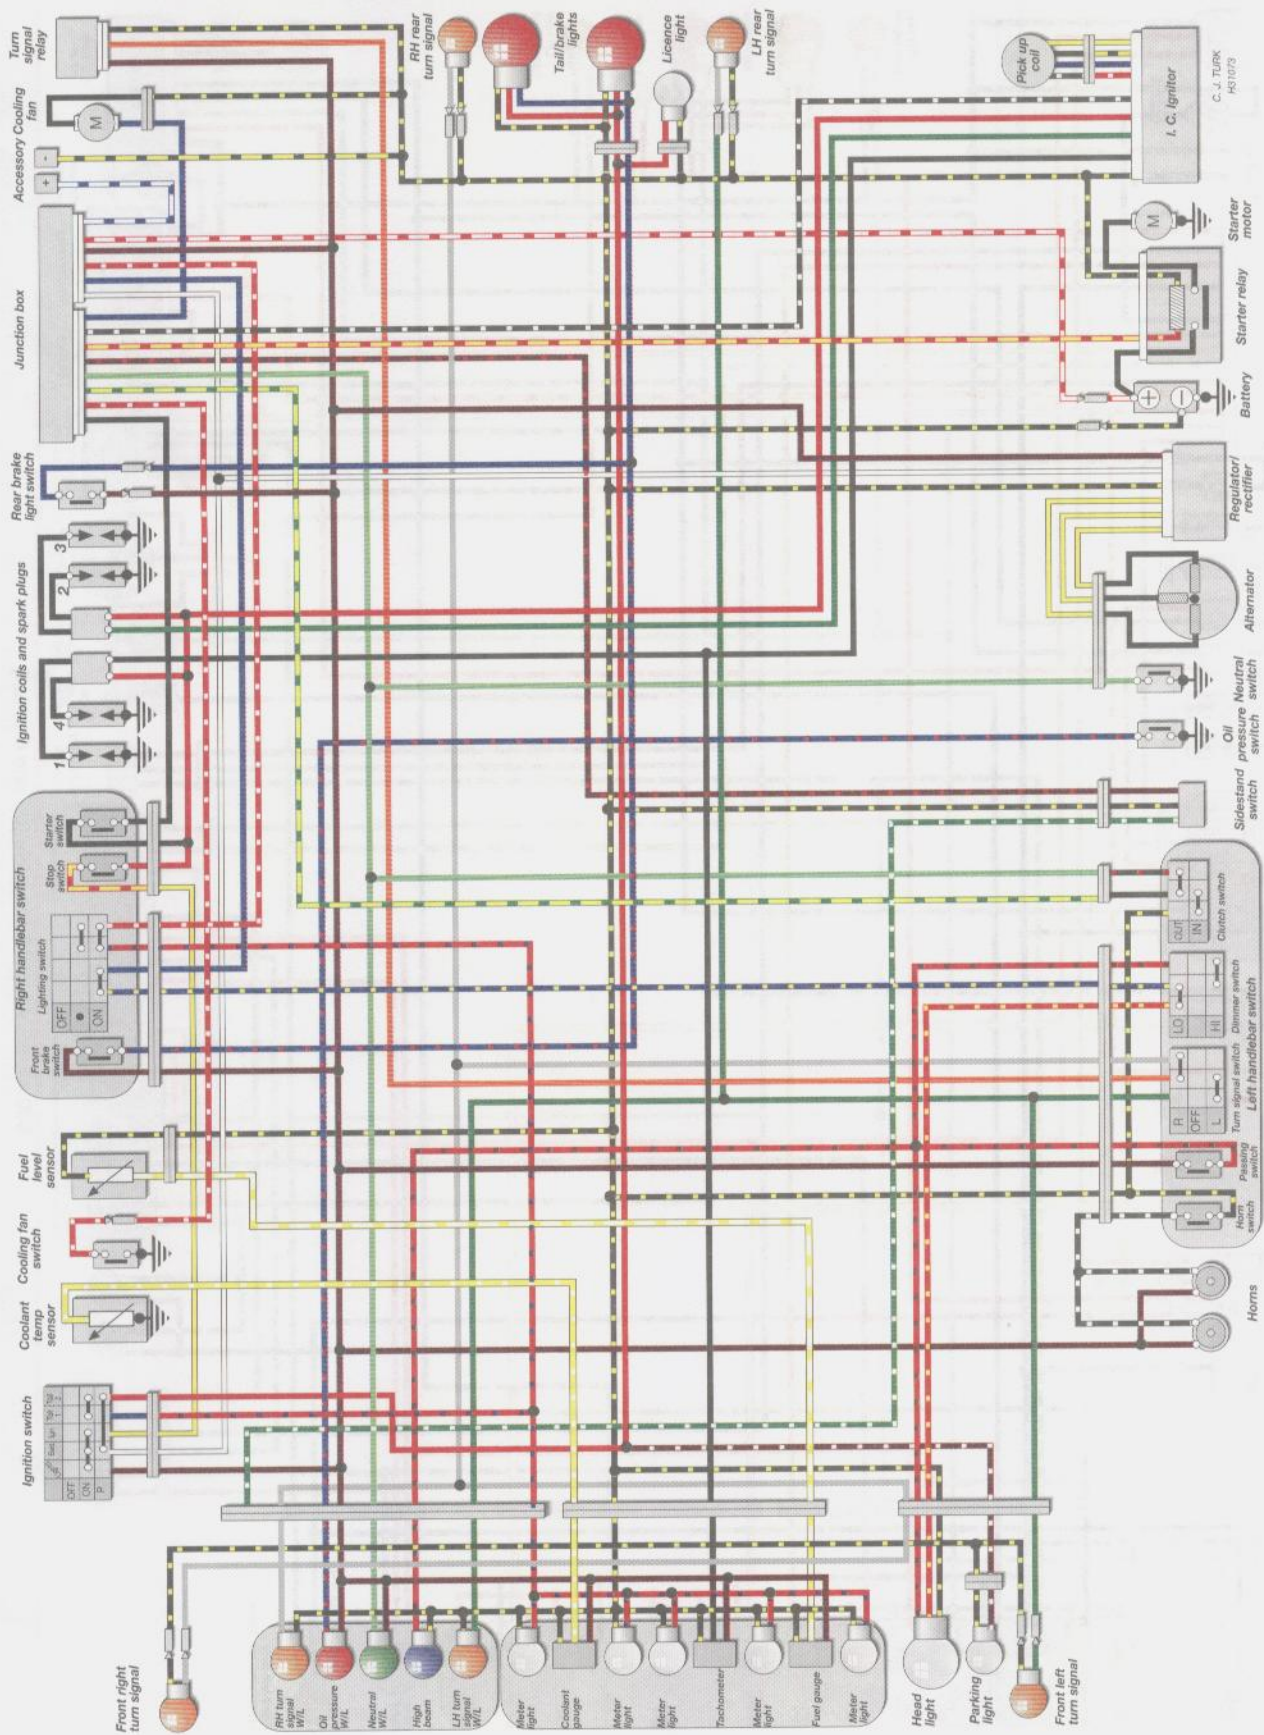 Turn
signal
relay
Accessory
Cooling
fan
-
+
M
Junction box
Rear brake
light switch
Ignition coils and spark plugs
3
2
4
1
Right handlebar switch
Starter
switch
Stop
switch
Lighting switch
OFF
●
ON
Front
brake
switch
Fuel
level
sensor
Cooling fan
switch
Coolant
temp
sensor
Ignition switch
OFF
ON
P
Front right
turn signal
RH turn
signal
W/L
Oil
pressure
W/L
Neutral
W/L
High
beam
LH turn
signal
W/L
Meter
light
Coolant
gauge
Meter
light
Meter
light
Tachometer
Meter
light
Fuel gauge
Meter
light
Head
light
Parking
light
Front left
turn signal
RH rear
turn signal
Tail/brake
lights
Licence
light
LH rear
turn signal
Pick up
coil
I. C. Ignitor
C. J. TURK
H31073
M
Starter
motor
Starter relay
+
−
Battery
Regulator/
rectifier
Alternator
Neutral
switch
Oil
pressure
switch
Sidestand
switch
OUT
IN
Clutch switch
LO
HI
Dimmer switch
R
OFF
L
Turn signal switch
Left handlebar switch
Passing
switch
Horn
switch
Horns